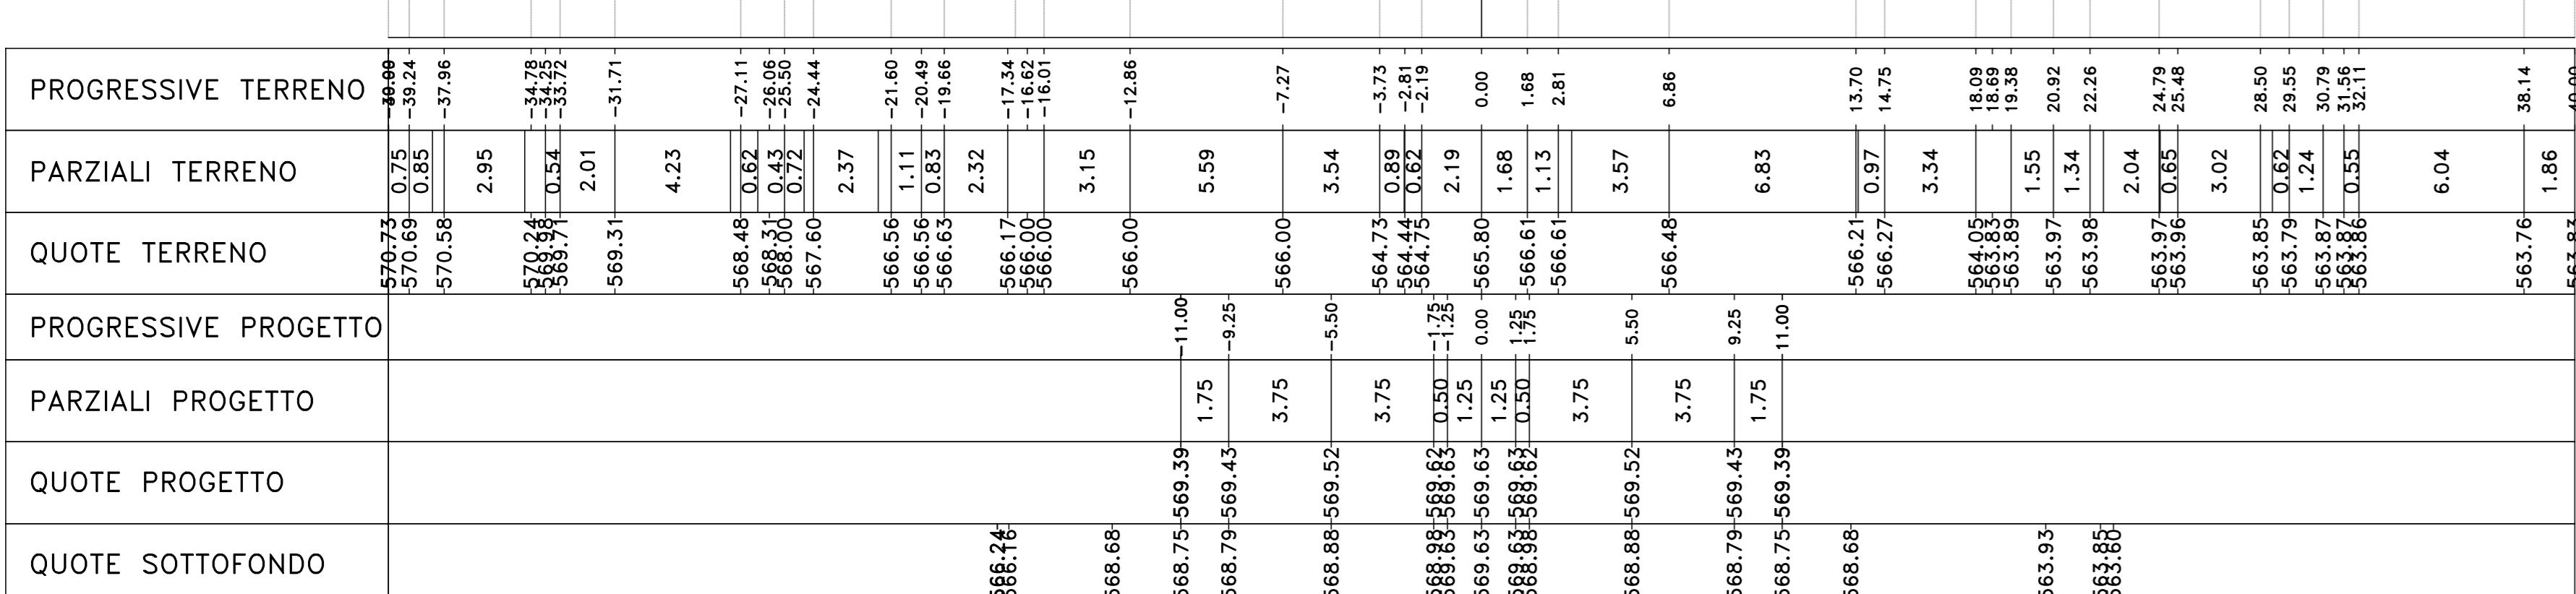 PROGRESSIVE TERRENO -39.24 -37.96 -34.78 -34.25 -33.72 -31.71 -27.11 -26.06 -25.50 -24.44 -21.60 -20.49 -19.66 -17.34 -16.62 -16.01 -12.86 -7.27 -3.73 -2.81 -2.19 0.00 1.68 2.81 6.86 13.70 14.75 18.09 18.69 19.38 20.92 22.26 24.79 25.48 28.50 29.55 30.79 31.56 32.11 38.14
PARZIALI TERRENO 0.75 0.85 2.95 0.54 2.01 4.23 0.62 0.43 0.72 2.37 1.11 0.83 2.32 3.15 5.59 3.54 0.89 0.62 2.19 1.68 1.13 3.57 6.83 0.97 3.34 1.55 1.34 2.04 0.65 3.02 0.62 1.24 0.55 6.04 1.86
QUOTE TERRENO 570.73 570.69 570.58 570.24 569.98 569.71 569.31 568.48 568.31 568.00 567.60 566.56 566.56 566.63 566.17 566.00 566.00 566.00 566.00 564.73 564.44 564.75 565.80 566.61 566.61 566.48 566.21 566.27 564.05 563.83 563.89 563.97 563.98 563.97 563.96 563.85 563.79 563.87 563.87 563.86 563.76
PROGRESSIVE PROGETTO -11.00 -9.25 -5.50 -1.75 -1.25 0.00 1.25 1.75 5.50 9.25 11.00
PARZIALI PROGETTO 1.75 3.75 3.75 0.50 1.25 1.25 0.50 3.75 3.75 1.75
QUOTE PROGETTO 569.39 569.43 569.52 569.62 569.63 569.63 569.63 569.62 569.52 569.43 569.39
QUOTE SOTTOFONDO 566.24 566.16 568.68 568.75 568.79 568.88 568.98 569.63 569.63 569.63 568.98 568.88 568.79 568.75 568.68 563.93 563.85 563.60